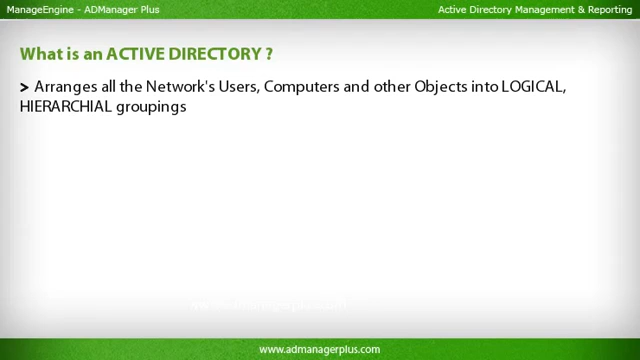 ManageEngine - ADManager Plus
Active Directory Management & Reporting
What is an ACTIVE DIRECTORY ?
> Arranges all the Network's Users, Computers and other Objects into LOGICAL,
HIERARCHIAL groupings
www.admanagerplus.com